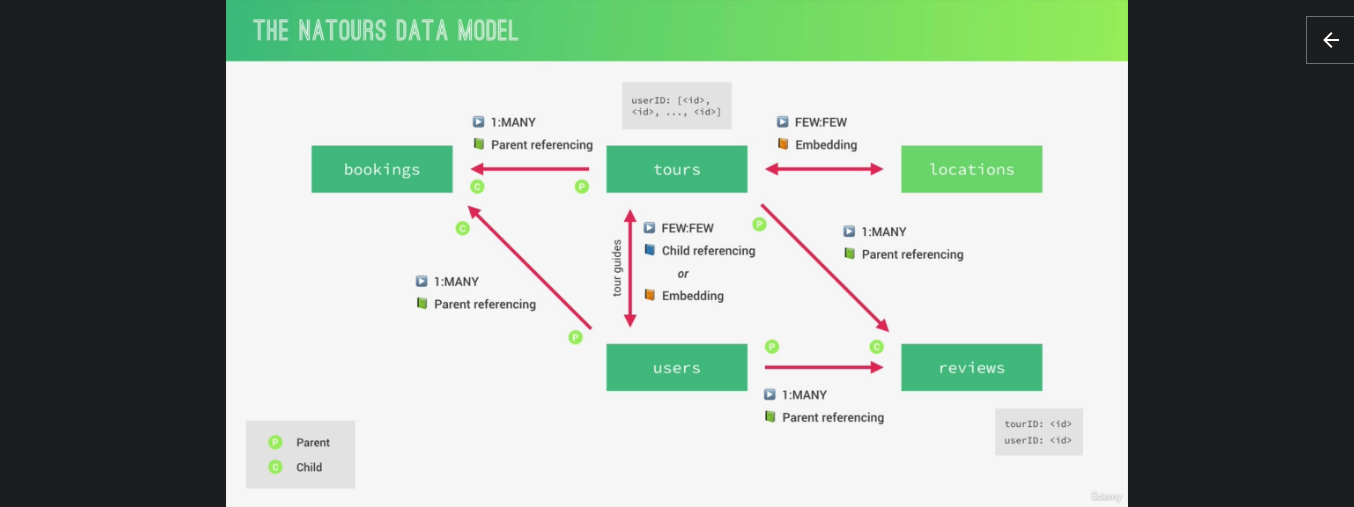 THE NATOURS DATA MODEL
userID: [<id>,
<id>, ..., <id>]
1:MANY
Parent referencing
FEW:FEW
Embedding
bookings
tours
locations
C
P
C
tour guides
FEW:FEW
Child referencing
or
Embedding
P
1:MANY
Parent referencing
1:MANY
Parent referencing
P
P
C
users
reviews
1:MANY
Parent referencing
tourID: <id>
userID: <id>
P Parent
C Child
Udemy